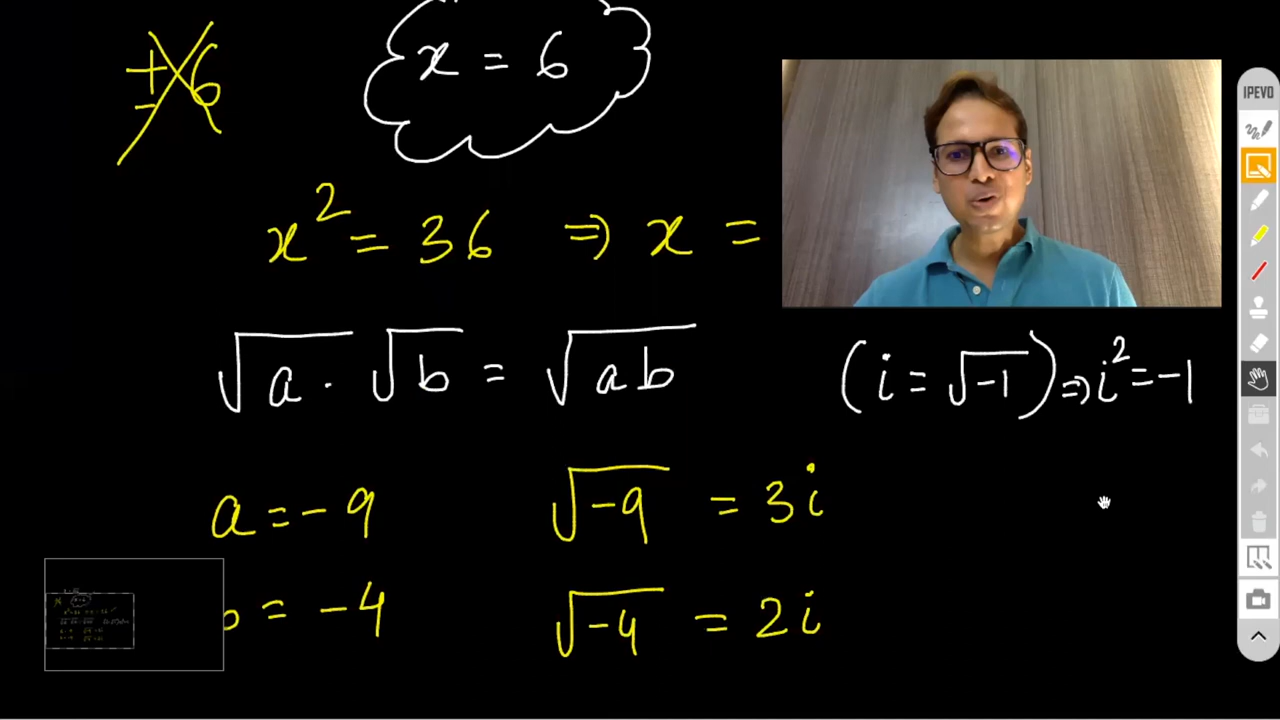 ±6
x = 6
IPEVO
x² = 36 ⇒ x =
√a . √b = √ab
(i = √-1) ⇒ i² = -1
a = -9
√-9 = 3i
= -4
√-4 = 2i